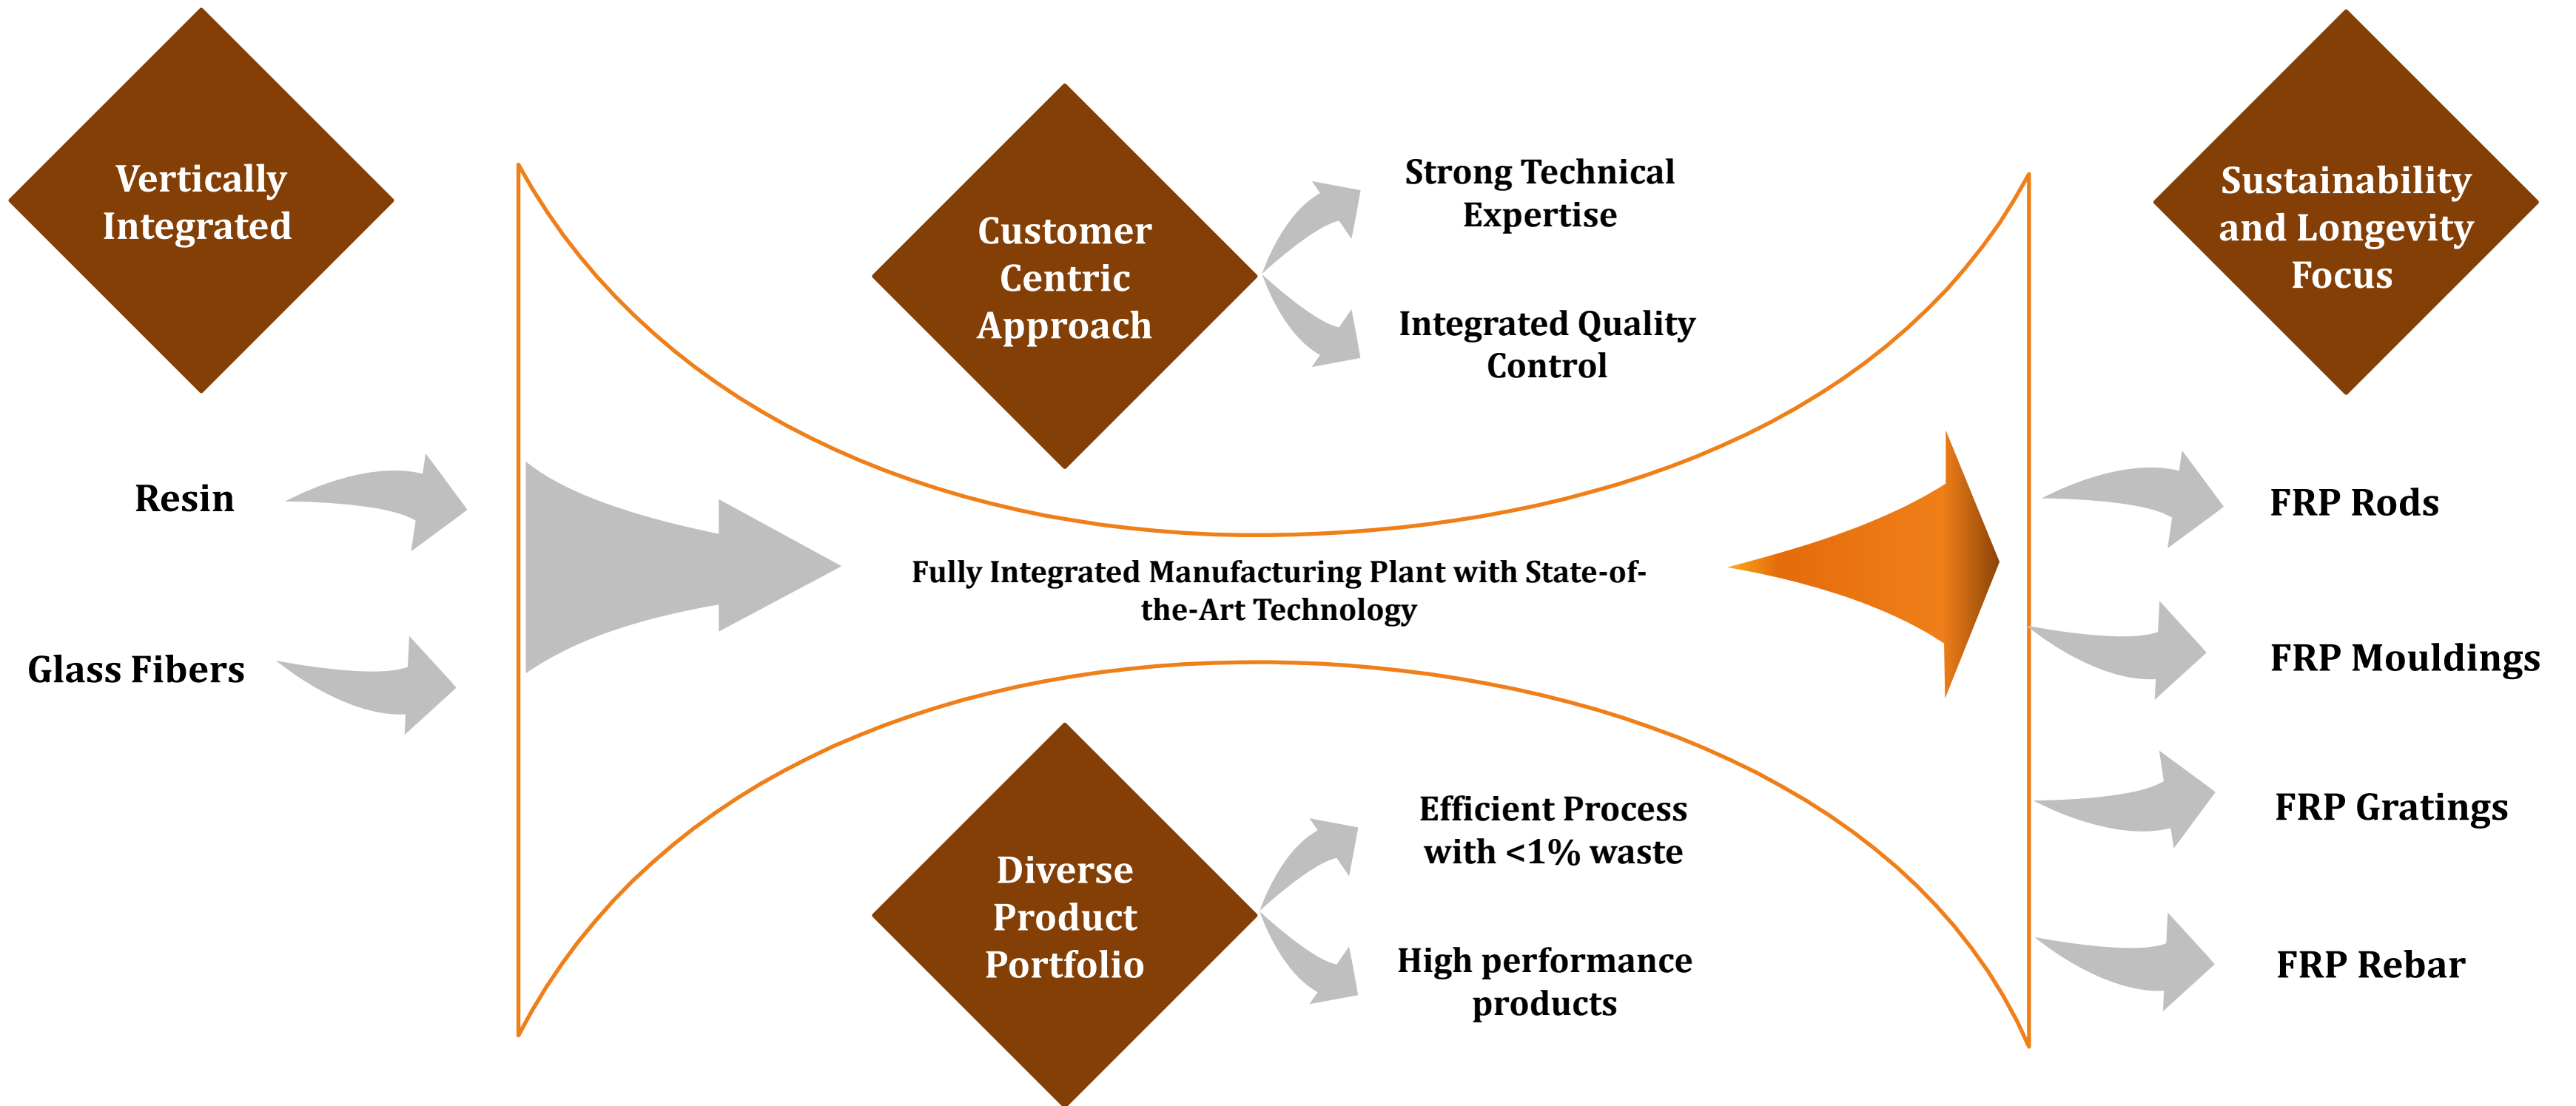 Vertically
Integrated
Resin
Glass Fibers
Customer
Centric
Approach
Strong Technical
Expertise
Integrated Quality
Control
Fully Integrated Manufacturing Plant with State-of-
the-Art Technology
Diverse
Product
Portfolio
Efficient Process
with <1% waste
High performance
products
Sustainability
and Longevity
Focus
FRP Rods
FRP Mouldings
FRP Gratings
FRP Rebar